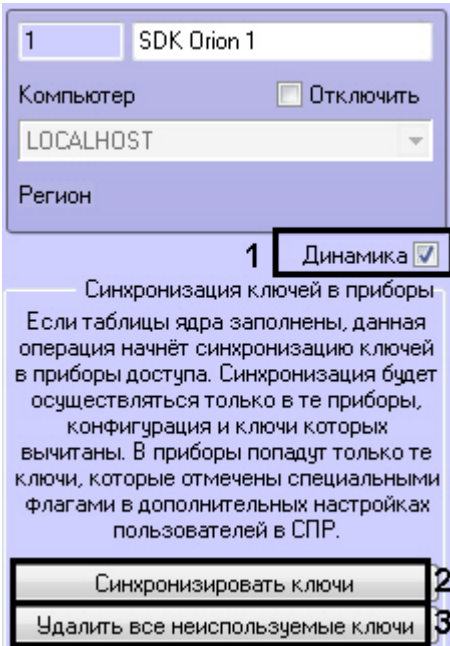 1 SDK Orion 1
Компьютер Отключить
LOCALHOST
Регион
1 Динамика
Синхронизация ключей в приборы
Если таблицы ядра заполнены, данная
операция начнёт синхронизацию ключей
в приборы доступа. Синхронизация будет
осуществляться только в те приборы,
конфигурация и ключи которых
вычитаны. В приборы попадут только те
ключи, которые отмечены специальными
флагами в дополнительных настройках
пользователей в СПР.
Синхронизировать ключи 2
Удалить все неиспользуемые ключи 3